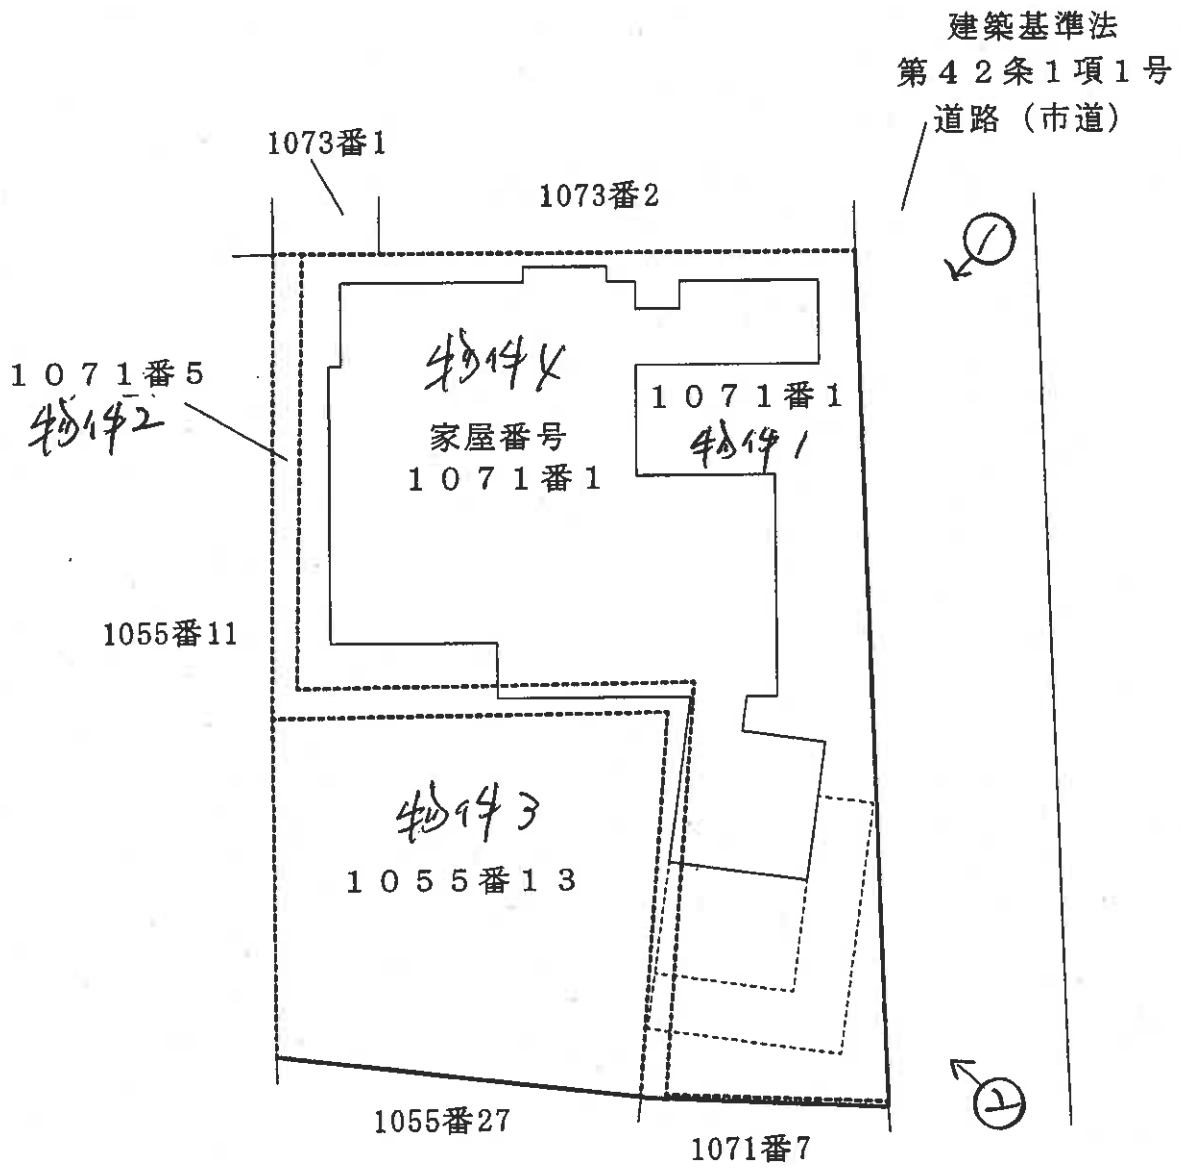 建築基準法
第４２条１項１号
道路（市道）
1073番1
1073番2
物件4
１０７１番５
物件2
１０７１番１
物件1
家屋番号
１０７１番１
1055番11
物件3
１０５５番１３
1055番27
1071番7